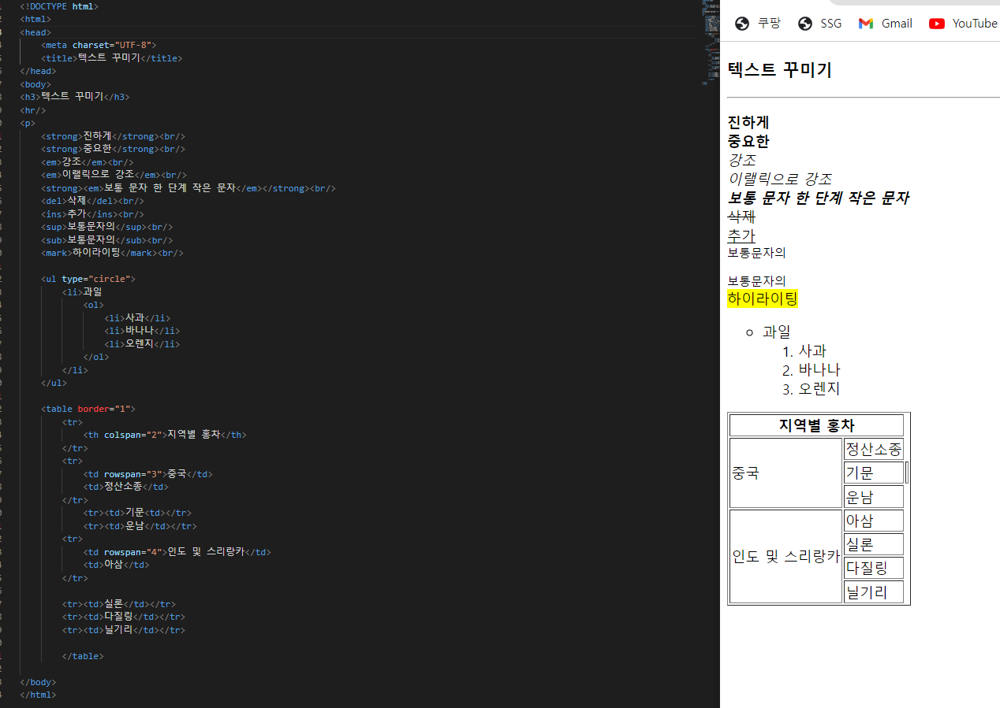 <!DOCTYPE html>
<html>
<head>
<meta charset="UTF-8">
<title>텍스트 꾸미기</title>
</head>
<body>
<h3>텍스트 꾸미기</h3>
<hr/>
<p>
<strong>진하게</strong><br/>
<strong>중요한</strong><br/>
<em>강조</em><br/>
<em>이랠릭으로 강조</em><br/>
<strong><em>보통 문자 한 단계 작은 문자</em></strong><br/>
<del>삭제</del><br/>
<ins>추가</ins><br/>
<sup>보통문자의</sup><br/>
<sub>보통문자의</sub><br/>
<mark>하이라이팅</mark><br/>
<ul type="circle">
<li>과일
<ol>
<li>사과</li>
<li>바나나</li>
<li>오렌지</li>
</ol>
</li>
</ul>
<table border="1">
<tr>
<th colspan="2">지역별 홍차</th>
</tr>
<tr>
<td rowspan="3">중국</td>
<td>정산소종</td>
</tr>
<tr><td>기문<td></tr>
<tr><td>운남</td></tr>
<tr>
<td rowspan="4">인도 및 스리랑카</td>
<td>아삼</td>
</tr>
<tr><td>실론</td></tr>
<tr><td>다질링</td></tr>
<tr><td>닐기리</td></tr>
</table>
</body>
</html>
쿠팡 SSG Gmail YouTube
텍스트 꾸미기
진하게
중요한
강조
이랠릭으로 강조
보통 문자 한 단계 작은 문자
삭제
추가
보통문자의
보통문자의
하이라이팅
과일
1. 사과
2. 바나나
3. 오렌지
지역별 홍차
중국 정산소종
기문
운남
인도 및 스리랑카 아삼
실론
다질링
닐기리